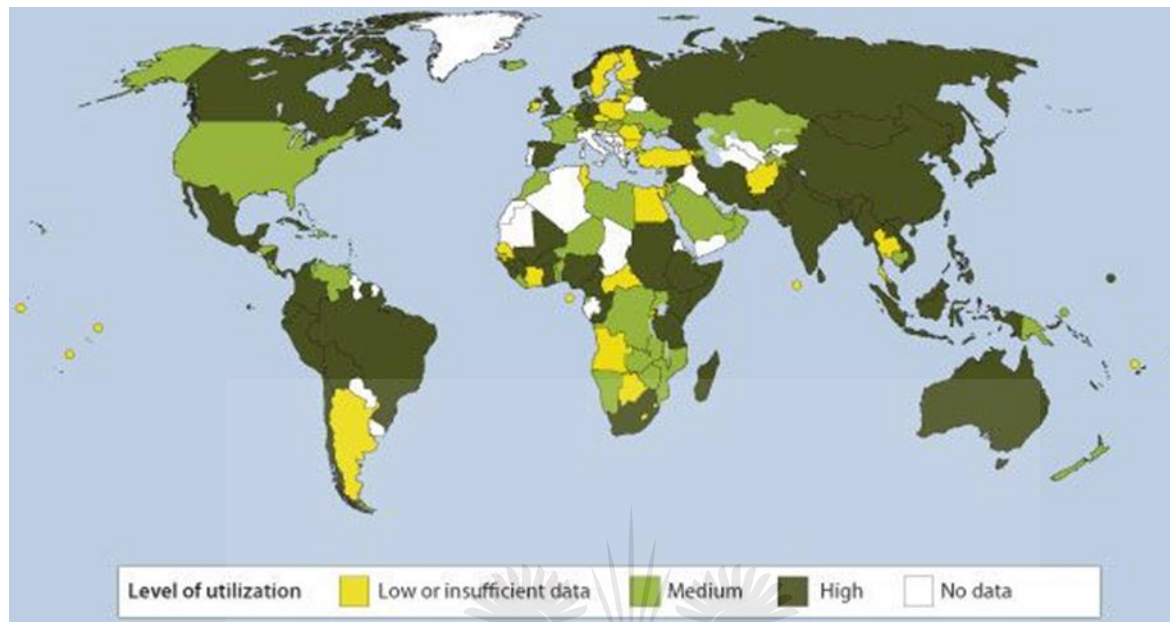 Level of utilization Low or insufficient data Medium High No data